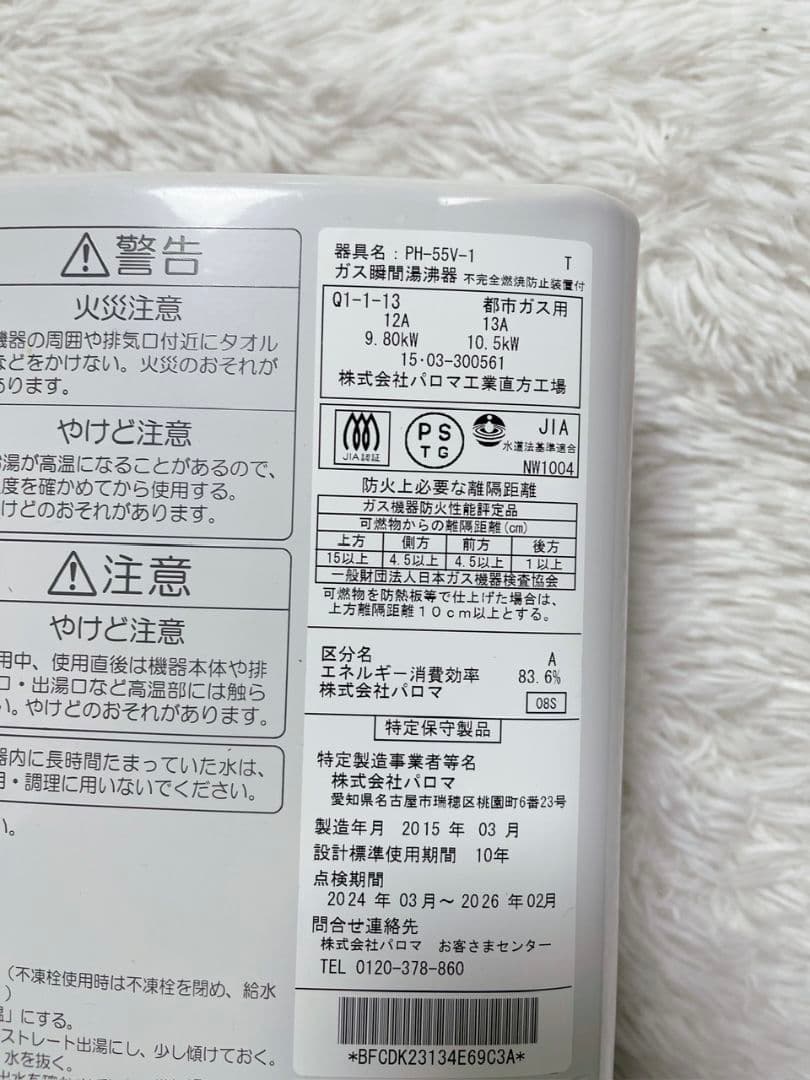 警告
火災注意
機器の周囲や排気口付近にタオル
などをかけない。火災のおそれが
あります。
やけど注意
お湯が高温になることがあるので、
度を確かめてから使用する。
けどのおそれがあります。
注意
やけど注意
用中、使用直後は機器本体や排
口・出湯口など高温部には触ら
い。やけどのおそれがあります。
器内に長時間たまっていた水は、
用・調理に用いないでください。
い。
(不凍栓使用時は不凍栓を閉め、給水
)
」にする。
ストレート出湯にし、少し傾けておく。
水を抜く。
器具名：PH-55V-1 T
ガス瞬間湯沸器 不完全燃焼防止装置付
Q1-1-13 都市ガス用
12A 13A
9.80kW 10.5kW
15・03-300561
株式会社パロマ工業直方工場
JIA認証
PS
TG
JIA
水道法基準適合
NW1004
防火上必要な離隔距離
ガス機器防火性能評定品
可燃物からの離隔距離(cm)
上方 側方 前方 後方
15以上 4.5以上 4.5以上 1以上
一般財団法人日本ガス機器検査協会
可燃物を防熱板等で仕上げた場合は、
上方離隔距離10cm以上とする。
区分名 A
エネルギー消費効率 83.6%
株式会社パロマ
08S
特定保守製品
特定製造事業者等名
株式会社パロマ
愛知県名古屋市瑞穂区桃園町6番23号
製造年月 2015 年 03 月
設計標準使用期間 10年
点検期間
2024 年 03月～ 2026 年 02月
問合せ連絡先
株式会社パロマ お客さまセンター
TEL 0120-378-860
*BFCDK23134E69C3A*